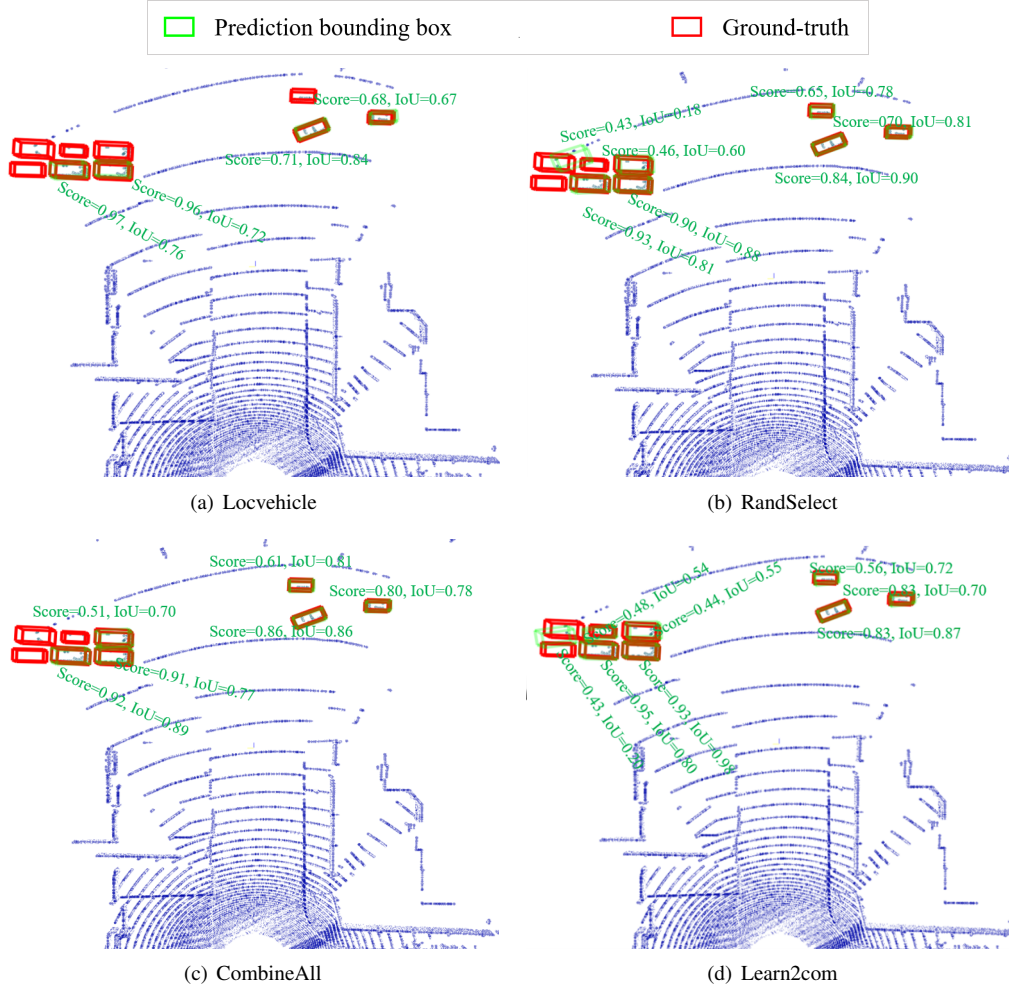 Prediction bounding box
Ground-truth
Score=0.68, IoU=0.67
Score=0.71, IoU=0.84
Score=0.96, IoU=0.72
Score=0.97, IoU=0.76
(a) Locvehicle
Score=0.65, IoU=0.78
Score=070, IoU=0.81
Score=0.43, IoU=0.18
Score=0.46, IoU=0.60
Score=0.84, IoU=0.90
Score=0.90, IoU=0.88
Score=0.93, IoU=0.81
(b) RandSelect
Score=0.61, IoU=0.81
Score=0.80, IoU=0.78
Score=0.51, IoU=0.70
Score=0.86, IoU=0.86
Score=0.91, IoU=0.77
Score=0.92, IoU=0.89
(c) CombineAll
Score=0.56, IoU=0.72
Score=0.83, IoU=0.70
Score=0.48, IoU=0.54
Score=0.44, IoU=0.55
Score=0.83, IoU=0.87
Score=0.43, IoU=
Score=0.95, IoU=0.80
Score=0.93, IoU=0.98
(d) Learn2com